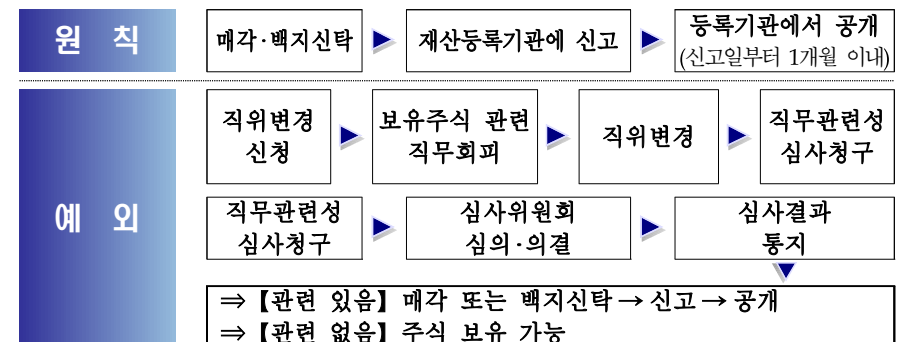 원 칙
매각·백지신탁
재산등록기관에 신고
등록기관에서 공개
(신고일부터 1개월 이내)
예 외
직위변경
신청
보유주식 관련
직무회피
직위변경
직무관련성
심사청구
직무관련성
심사청구
심사위원회
심의·의결
심사결과
통지
⇒【관련 있음】매각 또는 백지신탁 → 신고 → 공개
⇒【관련 없음】주식 보유 가능